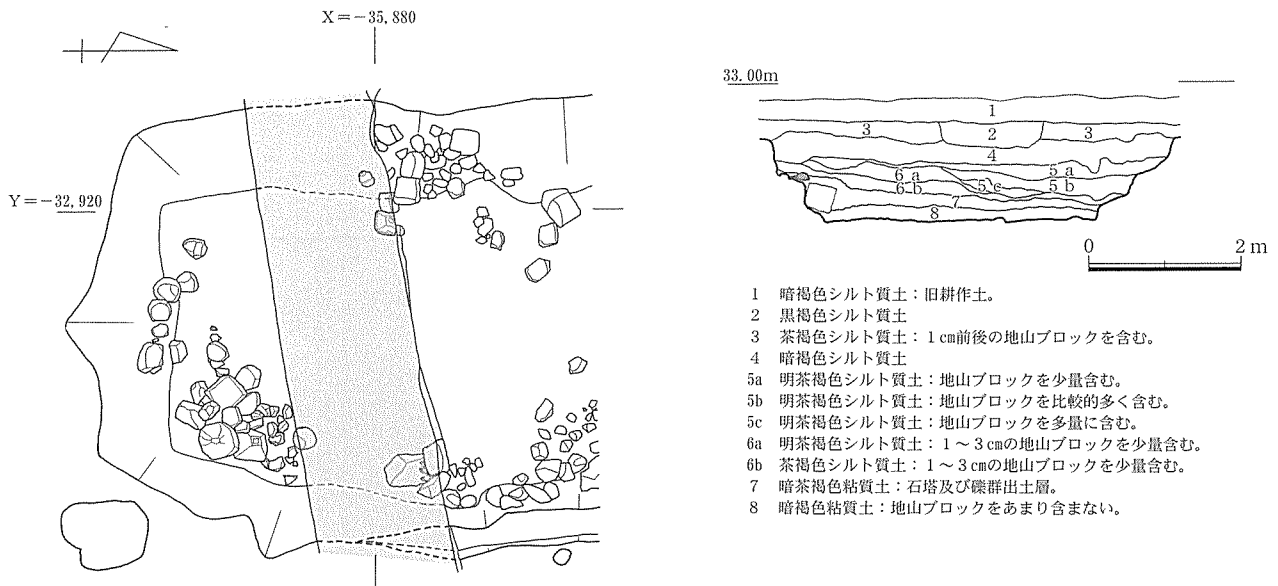 X＝−35,880
Y＝−32,920
33.00m
1
3
2
3
4
5 a
6 a
6 b
5 c
5 b
7
8
0
2 m
1 暗褐色シルト質土：旧耕作土。
2 黒褐色シルト質土
3 茶褐色シルト質土：１㎝前後の地山ブロックを含む。
4 暗褐色シルト質土
5a 明茶褐色シルト質土：地山ブロックを少量含む。
5b 明茶褐色シルト質土：地山ブロックを比較的多く含む。
5c 明茶褐色シルト質土：地山ブロックを多量に含む。
6a 明茶褐色シルト質土：１～３㎝の地山ブロックを少量含む。
6b 茶褐色シルト質土：１～３㎝の地山ブロックを少量含む。
7 暗茶褐色粘質土：石塔及び礫群出土層。
8 暗褐色粘質土：地山ブロックをあまり含まない。